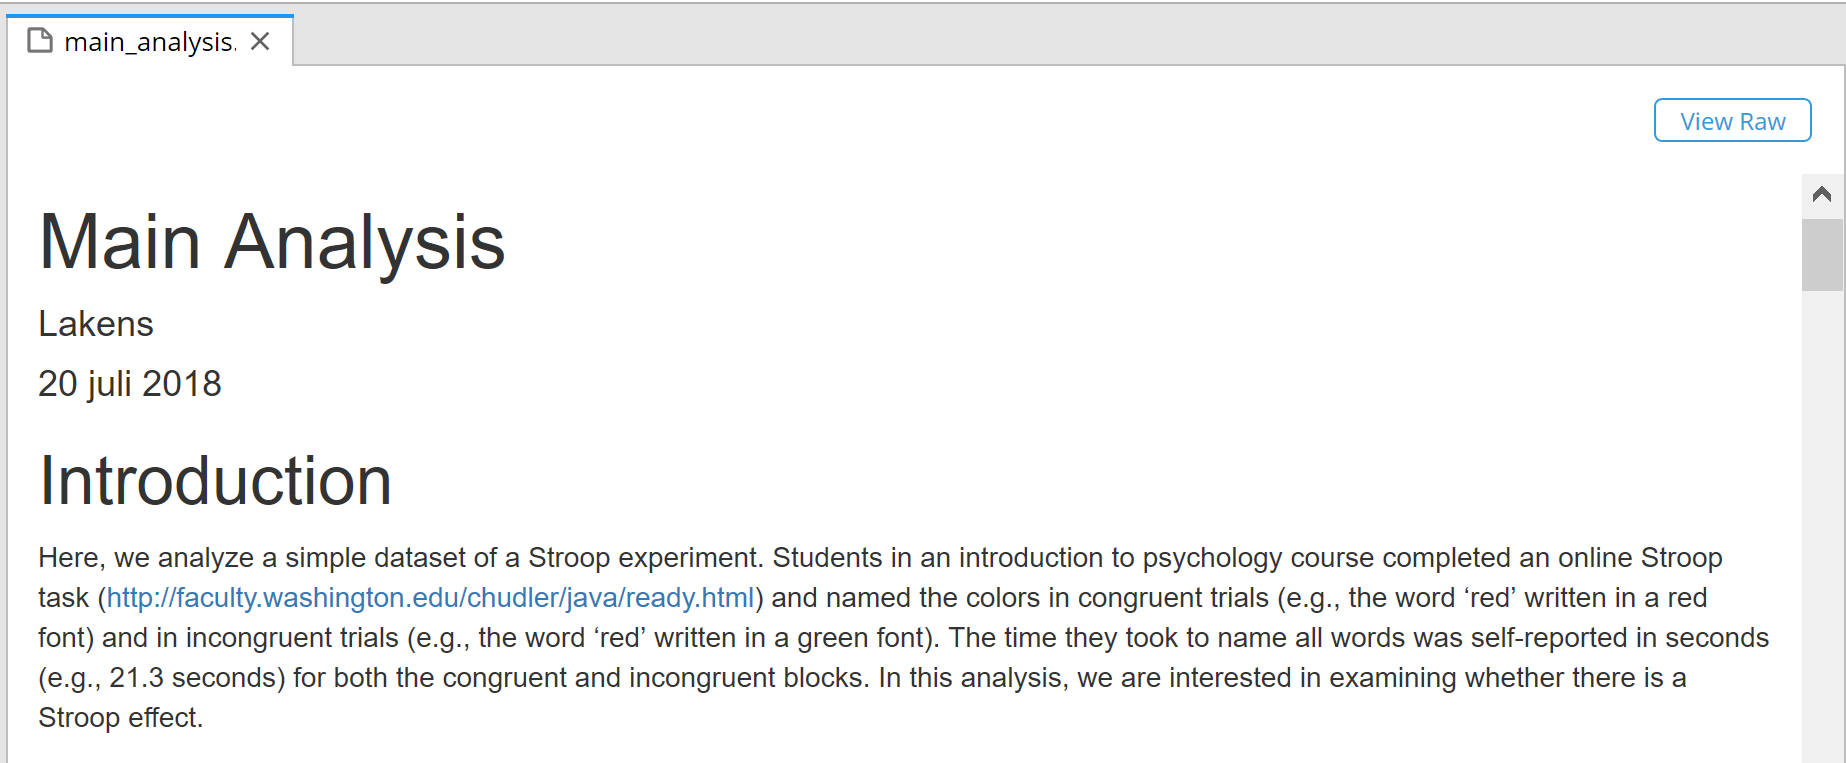 main_analysis.
View Raw
Main Analysis
Lakens
20 juli 2018
Introduction
Here, we analyze a simple dataset of a Stroop experiment. Students in an introduction to psychology course completed an online Stroop
task (http://faculty.washington.edu/chudler/java/ready.html) and named the colors in congruent trials (e.g., the word ‘red’ written in a red
font) and in incongruent trials (e.g., the word ‘red’ written in a green font). The time they took to name all words was self-reported in seconds
(e.g., 21.3 seconds) for both the congruent and incongruent blocks. In this analysis, we are interested in examining whether there is a
Stroop effect.